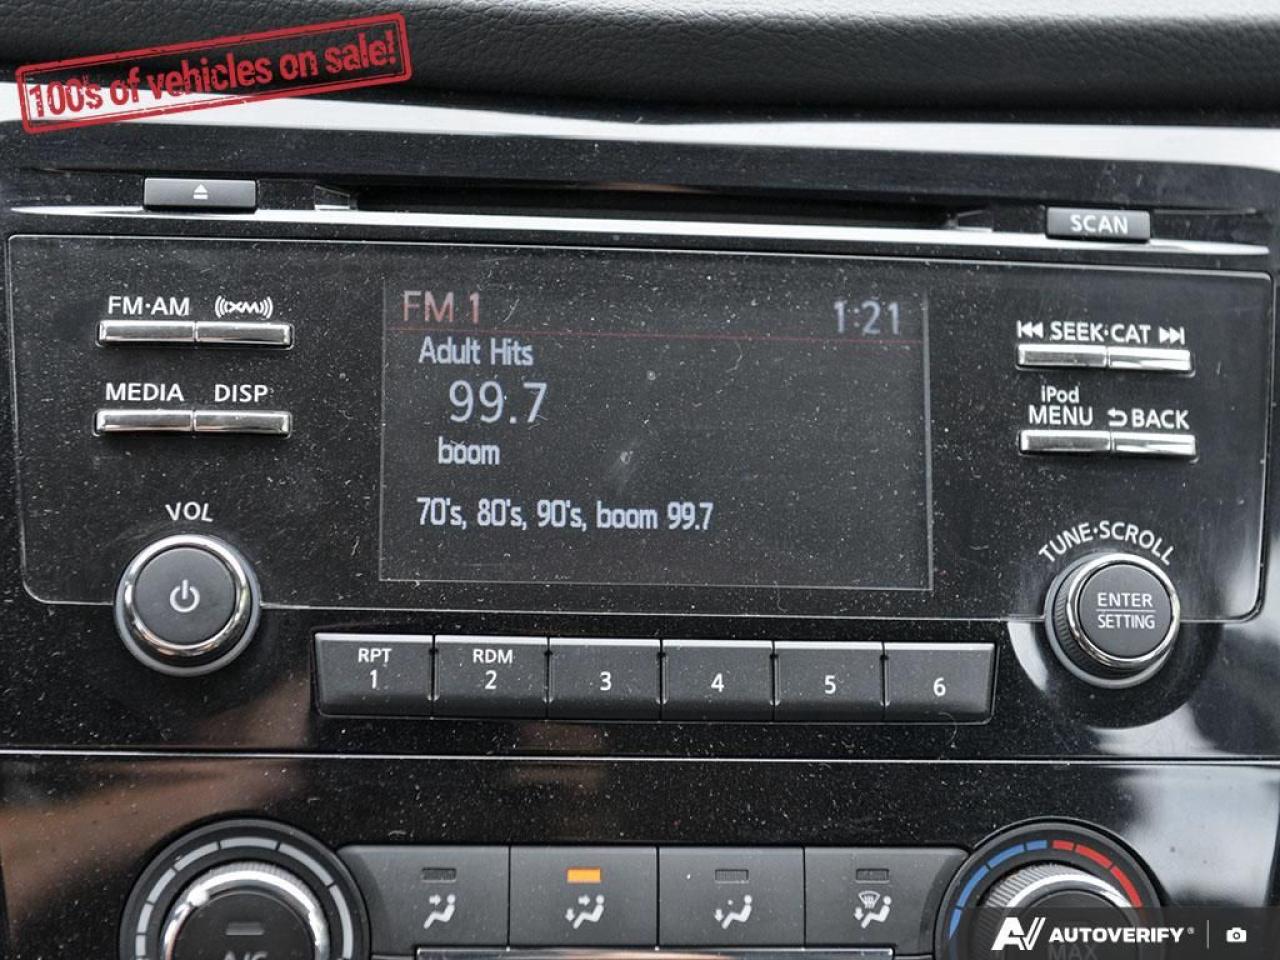 100's of vehicles on sale!
SCAN
FM·AM XM
FM 1 1:21
SEEK·CAT
Adult Hits
MEDIA DISP
99.7
iPod
MENU BACK
boom
VOL
70's, 80's, 90's, boom 99.7
TUNE·SCROLL
ENTER
SETTING
RPT RDM
1 2 3 4 5 6
A/C
MAX
AUTOVERIFY